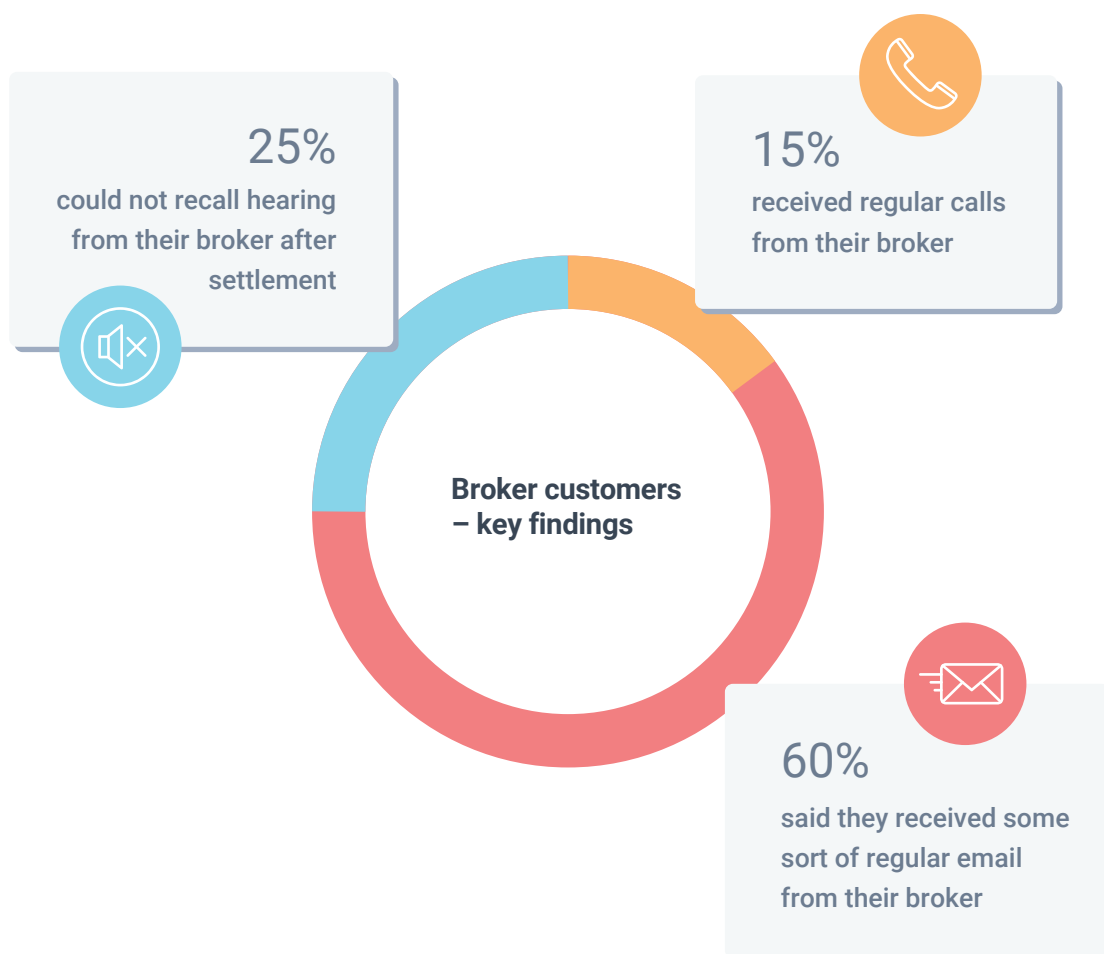 25%
could not recall hearing
from their broker after
settlement
15%
received regular calls
from their broker
Broker customers
– key findings
60%
said they received some
sort of regular email
from their broker